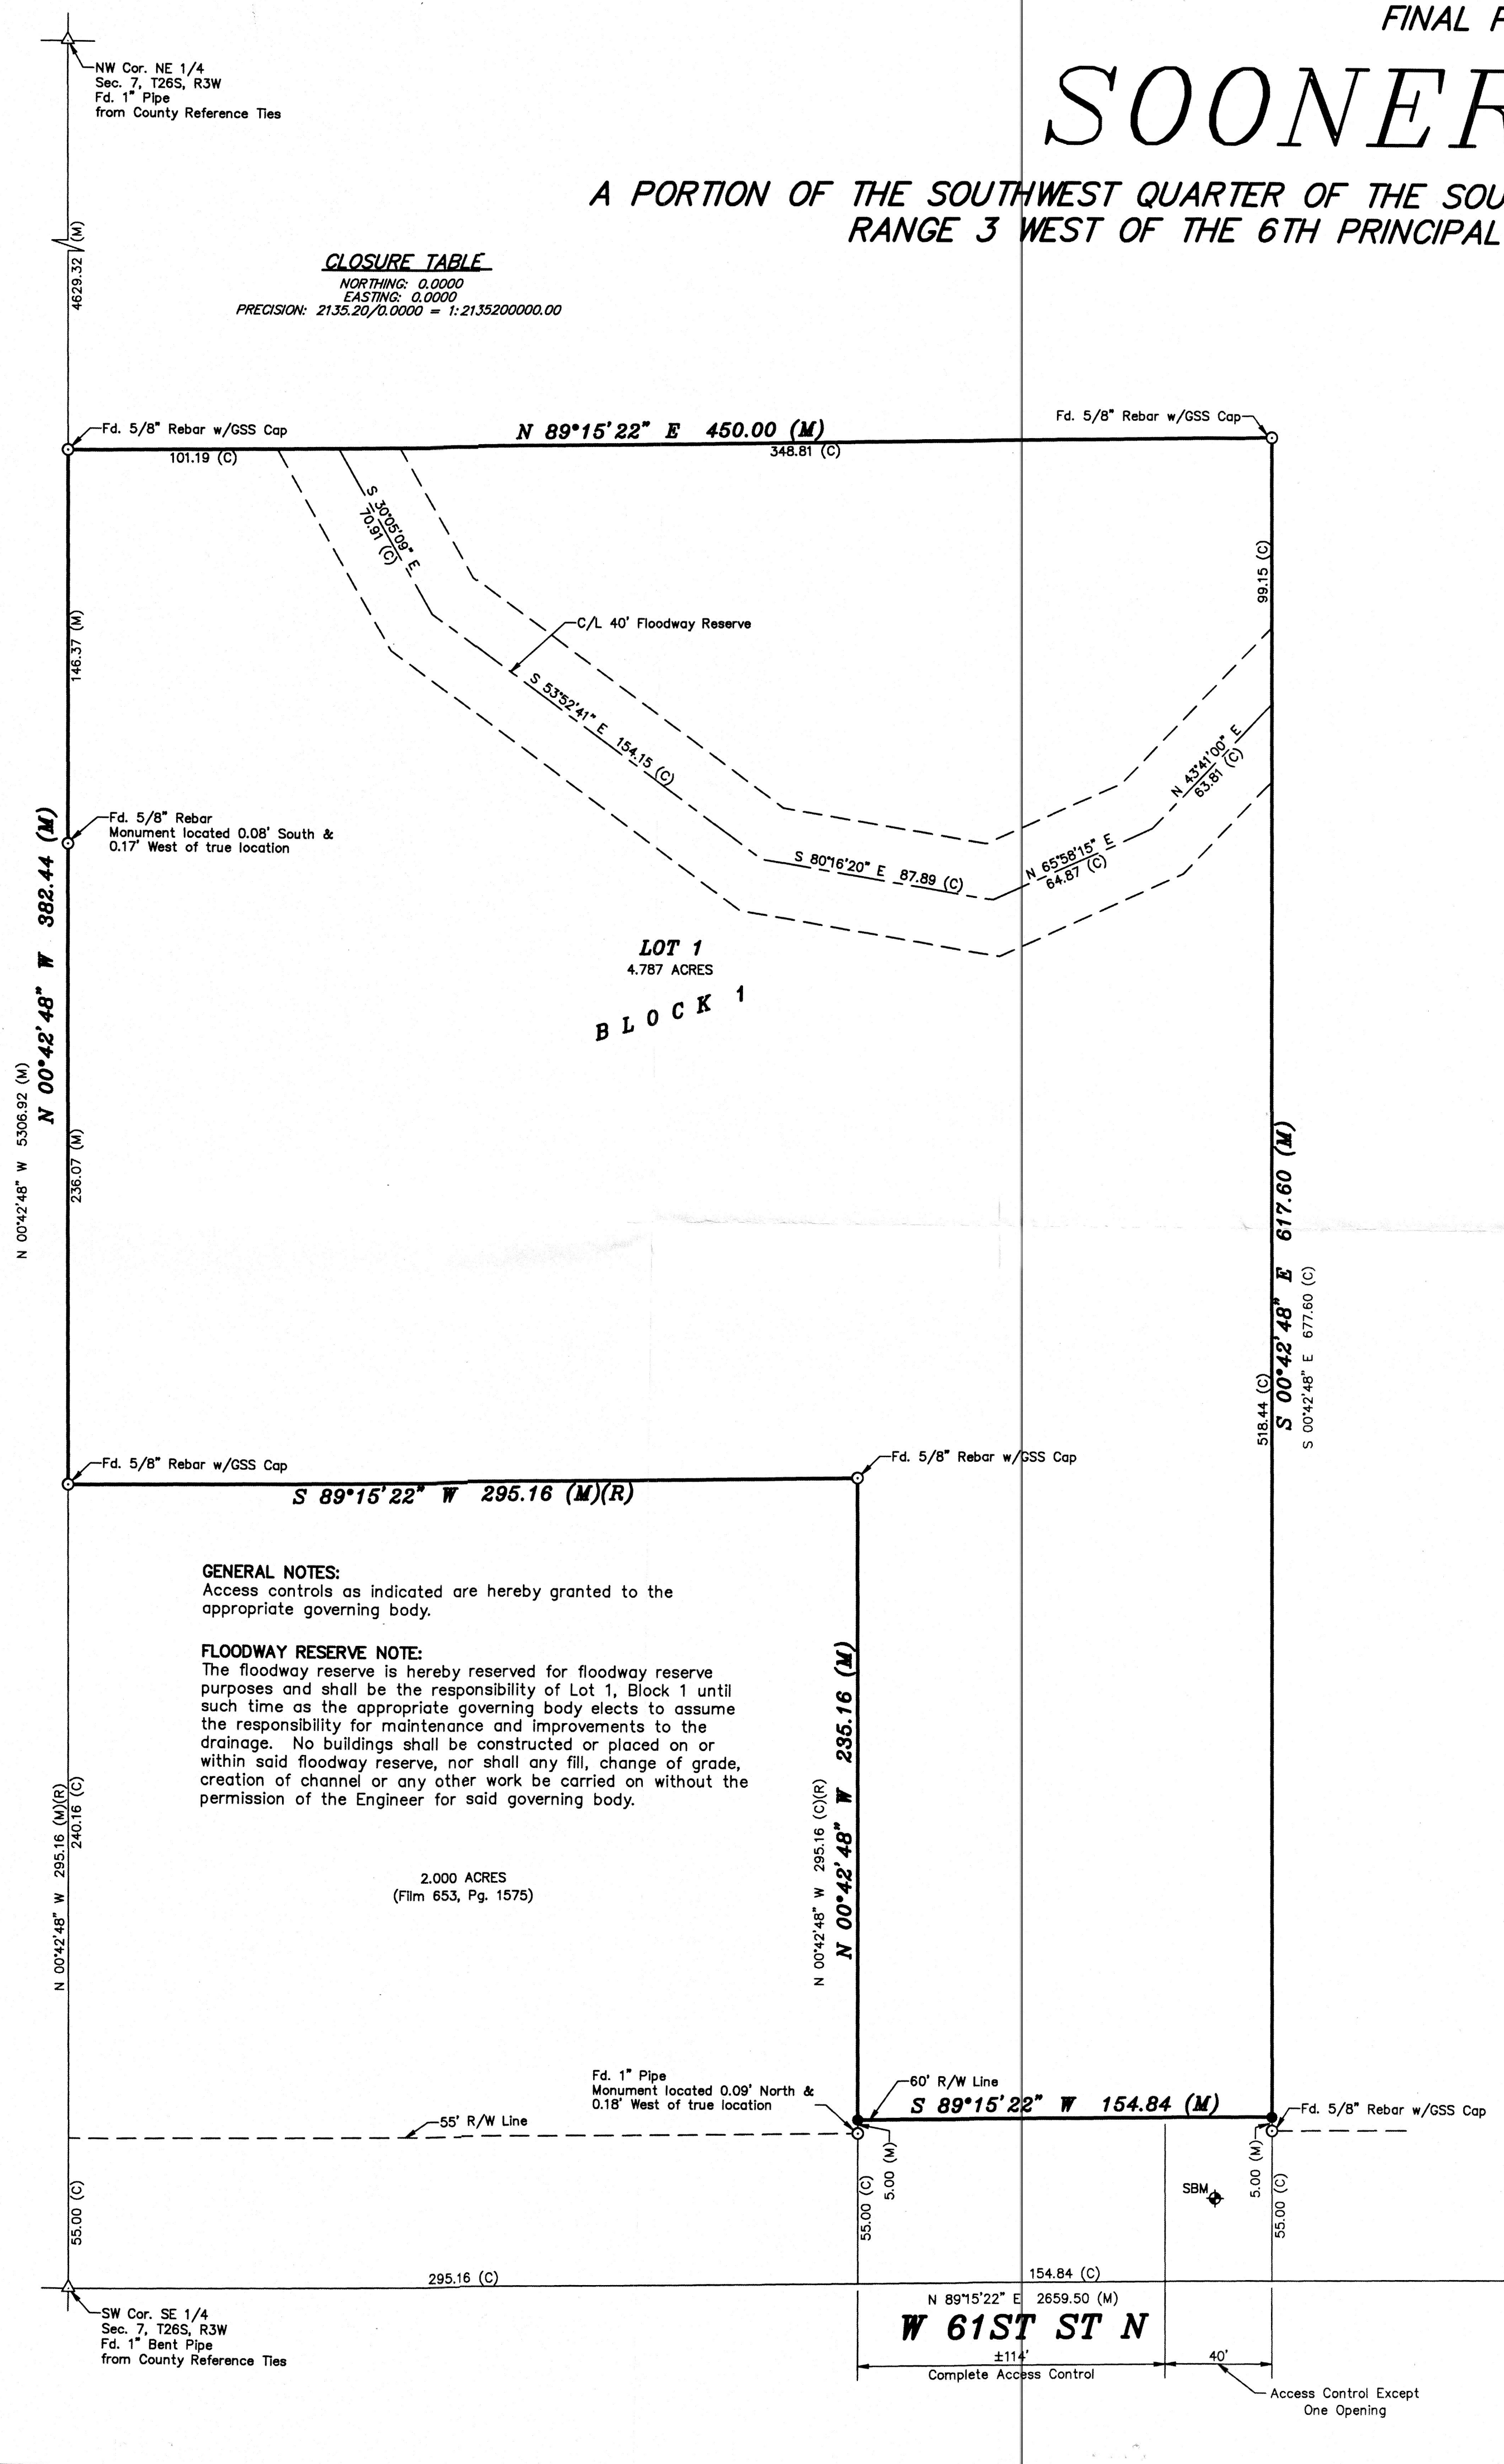 FINAL
SOONER
A PORTION OF THE SOUTHWEST QUARTER OF THE
RANGE 3 WEST OF THE 6TH PRINCIPAL
NW Cor. NE 1/4
Sec. 7, T26S, R3W
Fd. 1" Pipe
from County Reference Ties
4629.32 (M)
CLOSURE TABLE
NORTHING: 0.0000
EASTING: 0.0000
PRECISION: 2135.20/0.0000 = 1:2135200000.00
Fd. 5/8" Rebar w/GSS Cap
N 89°15'22" E 450.00 (M)
Fd. 5/8" Rebar w/GSS Cap
101.19 (C)
348.81 (C)
S 30°05'09" E
70.91 (C)
99.15 (C)
146.37 (M)
C/L 40' Floodway Reserve
S 53°52'41" E 154.15 (C)
N 43°41'00" E
63.81 (C)
Fd. 5/8" Rebar
Monument located 0.08' South &
0.17' West of true location
S 80°16'20" E 87.89 (C)
N 65°58'15" E
64.87 (C)
N 00°42'48" W 382.44 (M)
N 00°42'48" W 5306.92 (M)
236.07 (M)
LOT 1
4.787 ACRES
BLOCK 1
S 00°42'48" E 617.60 (M)
S 00°42'48" E 677.60 (C)
518.44 (C)
Fd. 5/8" Rebar w/GSS Cap
Fd. 5/8" Rebar w/GSS Cap
S 89°15'22" W 295.16 (M)(R)
GENERAL NOTES:
Access controls as indicated are hereby granted to the
appropriate governing body.
FLOODWAY RESERVE NOTE:
The floodway reserve is hereby reserved for floodway reserve
purposes and shall be the responsibility of Lot 1, Block 1 until
such time as the appropriate governing body elects to assume
the responsibility for maintenance and improvements to the
drainage. No buildings shall be constructed or placed on or
within said floodway reserve, nor shall any fill, change of grade,
creation of channel or any other work be carried on without the
permission of the Engineer for said governing body.
N 00°42'48" W 295.16 (M)(R)
240.16 (C)
2.000 ACRES
(Film 653, Pg. 1575)
N 00°42'48" W 295.16 (C)(R)
N 00°42'48" W 235.16 (M)
Fd. 1" Pipe
Monument located 0.09' North &
0.18' West of true location
60' R/W Line
S 89°15'22" W 154.84 (M)
Fd. 5/8" Rebar w/GSS Cap
55' R/W Line
5.00 (M)
5.00 (M)
55.00 (C)
55.00 (C)
55.00 (C)
SBM
295.16 (C)
154.84 (C)
N 89°15'22" E 2659.50 (M)
W 61ST ST N
SW Cor. SE 1/4
Sec. 7, T26S, R3W
Fd. 1" Bent Pipe
from County Reference Ties
±114'
40'
Complete Access Control
Access Control Except
One Opening